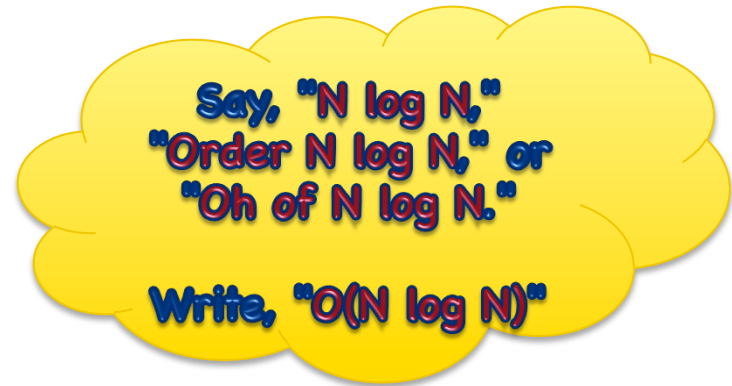 Say, "N log N,"
"Order N log N," or
"Oh of N log N."
Write, "O(N log N)"